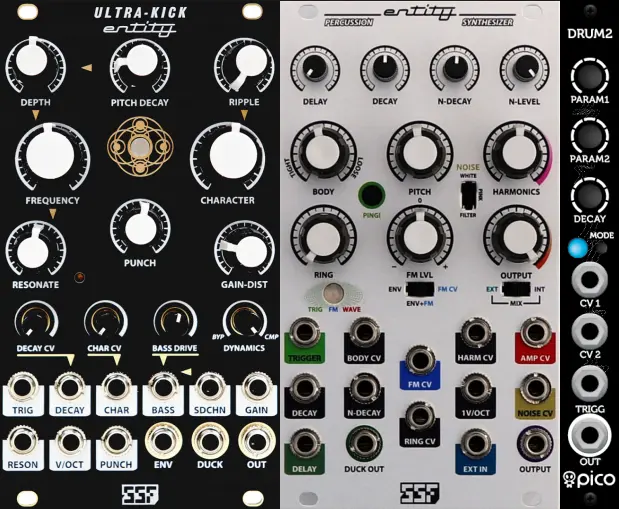 ULTRA-KICK
entity
DEPTH
PITCH DECAY
RIPPLE
FREQUENCY
CHARACTER
RESONATE
PUNCH
GAIN-DIST
DECAY CV
CHAR CV
BASS DRIVE
BYP
CMP
DYNAMICS
TRIG
DECAY
CHAR
BASS
SDCHN
GAIN
RESON
V/OCT
PUNCH
ENV
DUCK
OUT
SSF
entity
PERCUSSION
SYNTHESIZER
DELAY
DECAY
N-DECAY
N-LEVEL
TIGHT
LOOSE
BODY
PITCH
NOISE
WHITE
PINK
FILTER
HARMONICS
PING!
0
RING
- FM LVL +
OUTPUT
ENV
FM CV
ENV+FM
EXT
INT
MIX
TRIG FM WAVE
TRIGGER
BODY CV
FM CV
HARM CV
AMP CV
DECAY
N-DECAY
RING CV
1V/OCT
NOISE CV
DELAY
DUCK OUT
EXT IN
OUTPUT
SSF
DRUM2
PARAM1
PARAM2
DECAY
MODE
CV 1
CV 2
TRIGG
OUT
pico